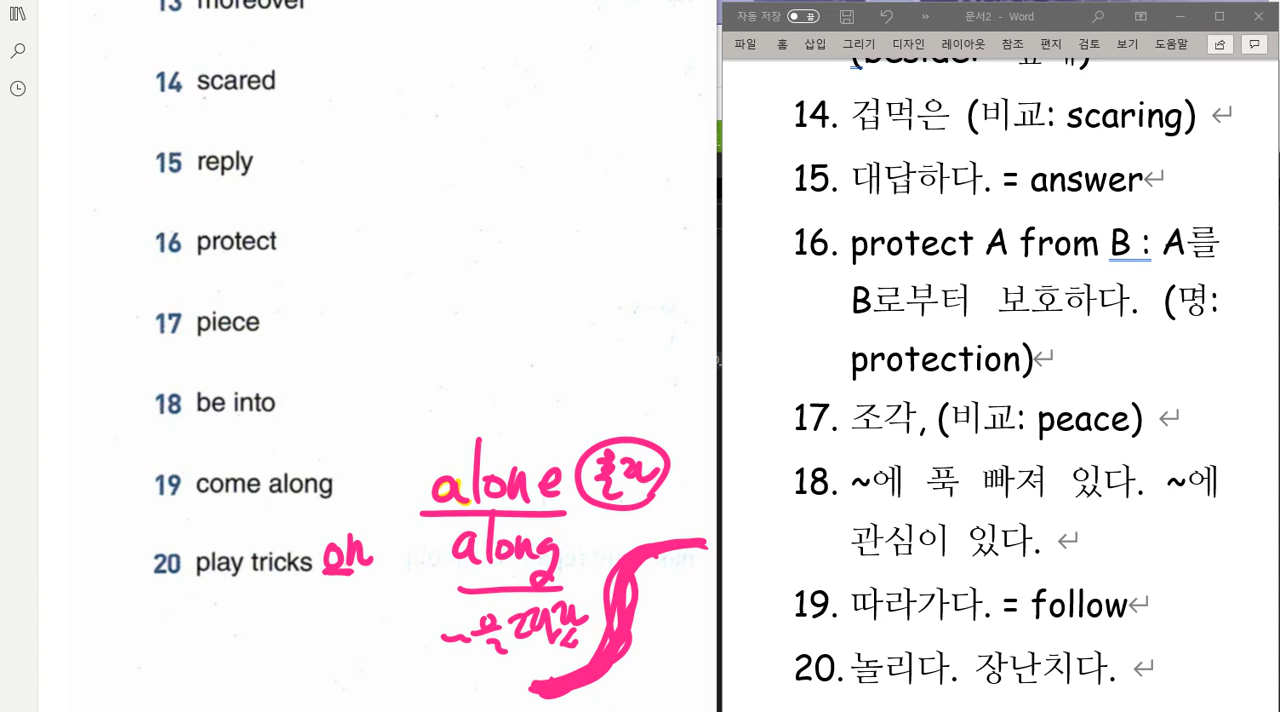 13 moreover
14 scared
15 reply
16 protect
17 piece
18 be into
19 come along
20 play tricks on
alone 혼자
along
~을 따라
자동 저장 끔 문서2 - Word
파일 홈 삽입 그리기 디자인 레이아웃 참조 편지 검토 보기 도움말
14. 겁먹은 (비교: scaring)
15. 대답하다. = answer
16. protect A from B : A를
B로부터 보호하다. (명:
protection)
17. 조각, (비교: peace)
18. ~에 푹 빠져 있다. ~에
관심이 있다.
19. 따라가다. = follow
20. 놀리다. 장난치다.